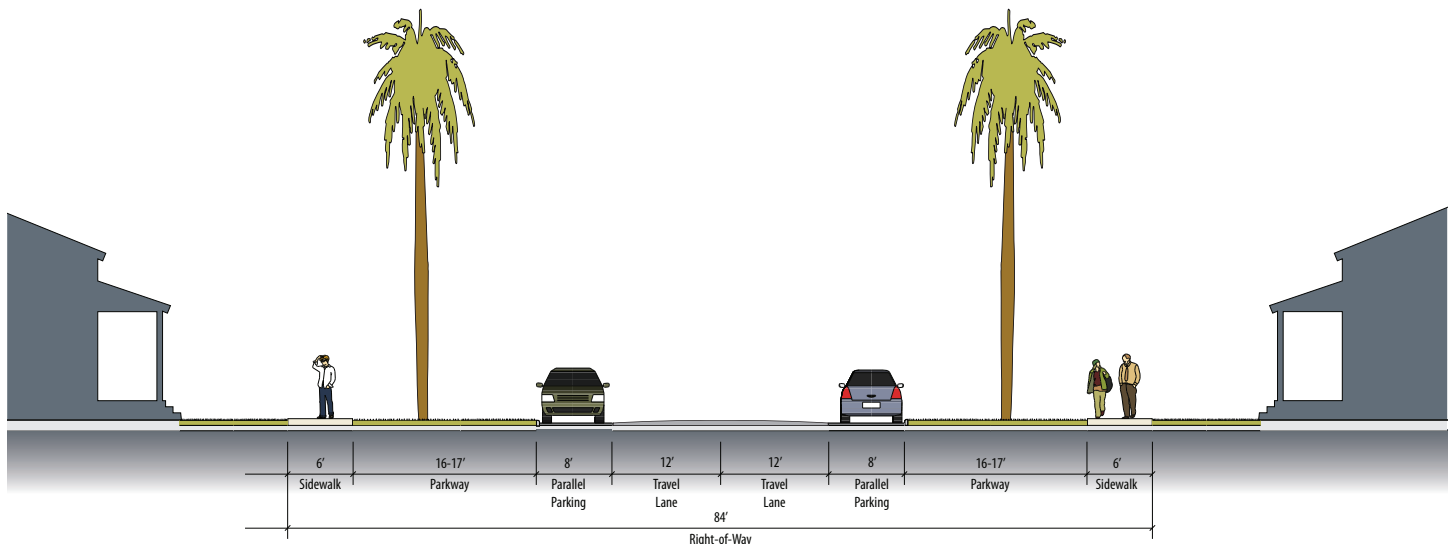 6’ 16-17’ 8’ 12’ 12’ 8’ 16-17’ 6’
Sidewalk Parkway Parallel Travel Travel Parallel Parkway Sidewalk
Parking Lane Lane Parking
84’
Right-of-Way